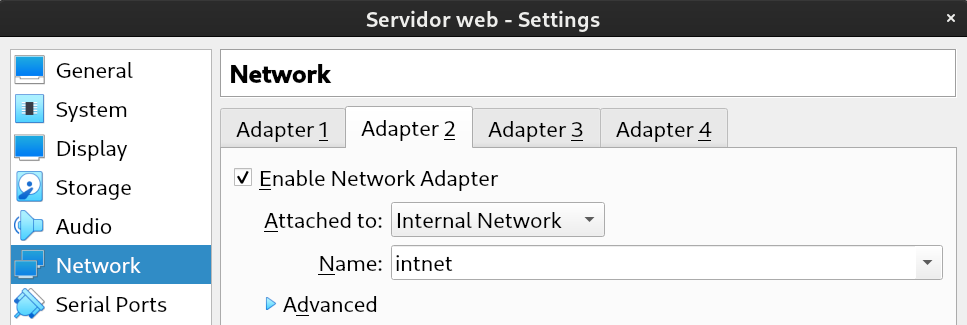 Servidor web - Settings
×
General
System
Display
Storage
Audio
Network
Serial Ports
Network
Adapter 1 Adapter 2 Adapter 3 Adapter 4
Enable Network Adapter
Attached to: Internal Network
Name: intnet
Advanced